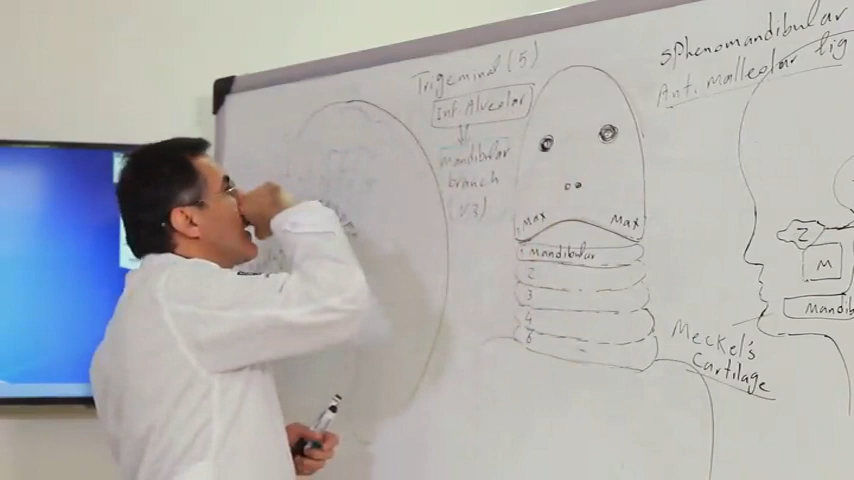 Trigeminal (5)
Inf. Alveolar
mandibular
branch
(V3)
Max
Max
1 Mandibular
2
3
4
6
sphenomandibular
Ant. malleolar lig
Z
M
Mandib
Meckel's
Cartilage